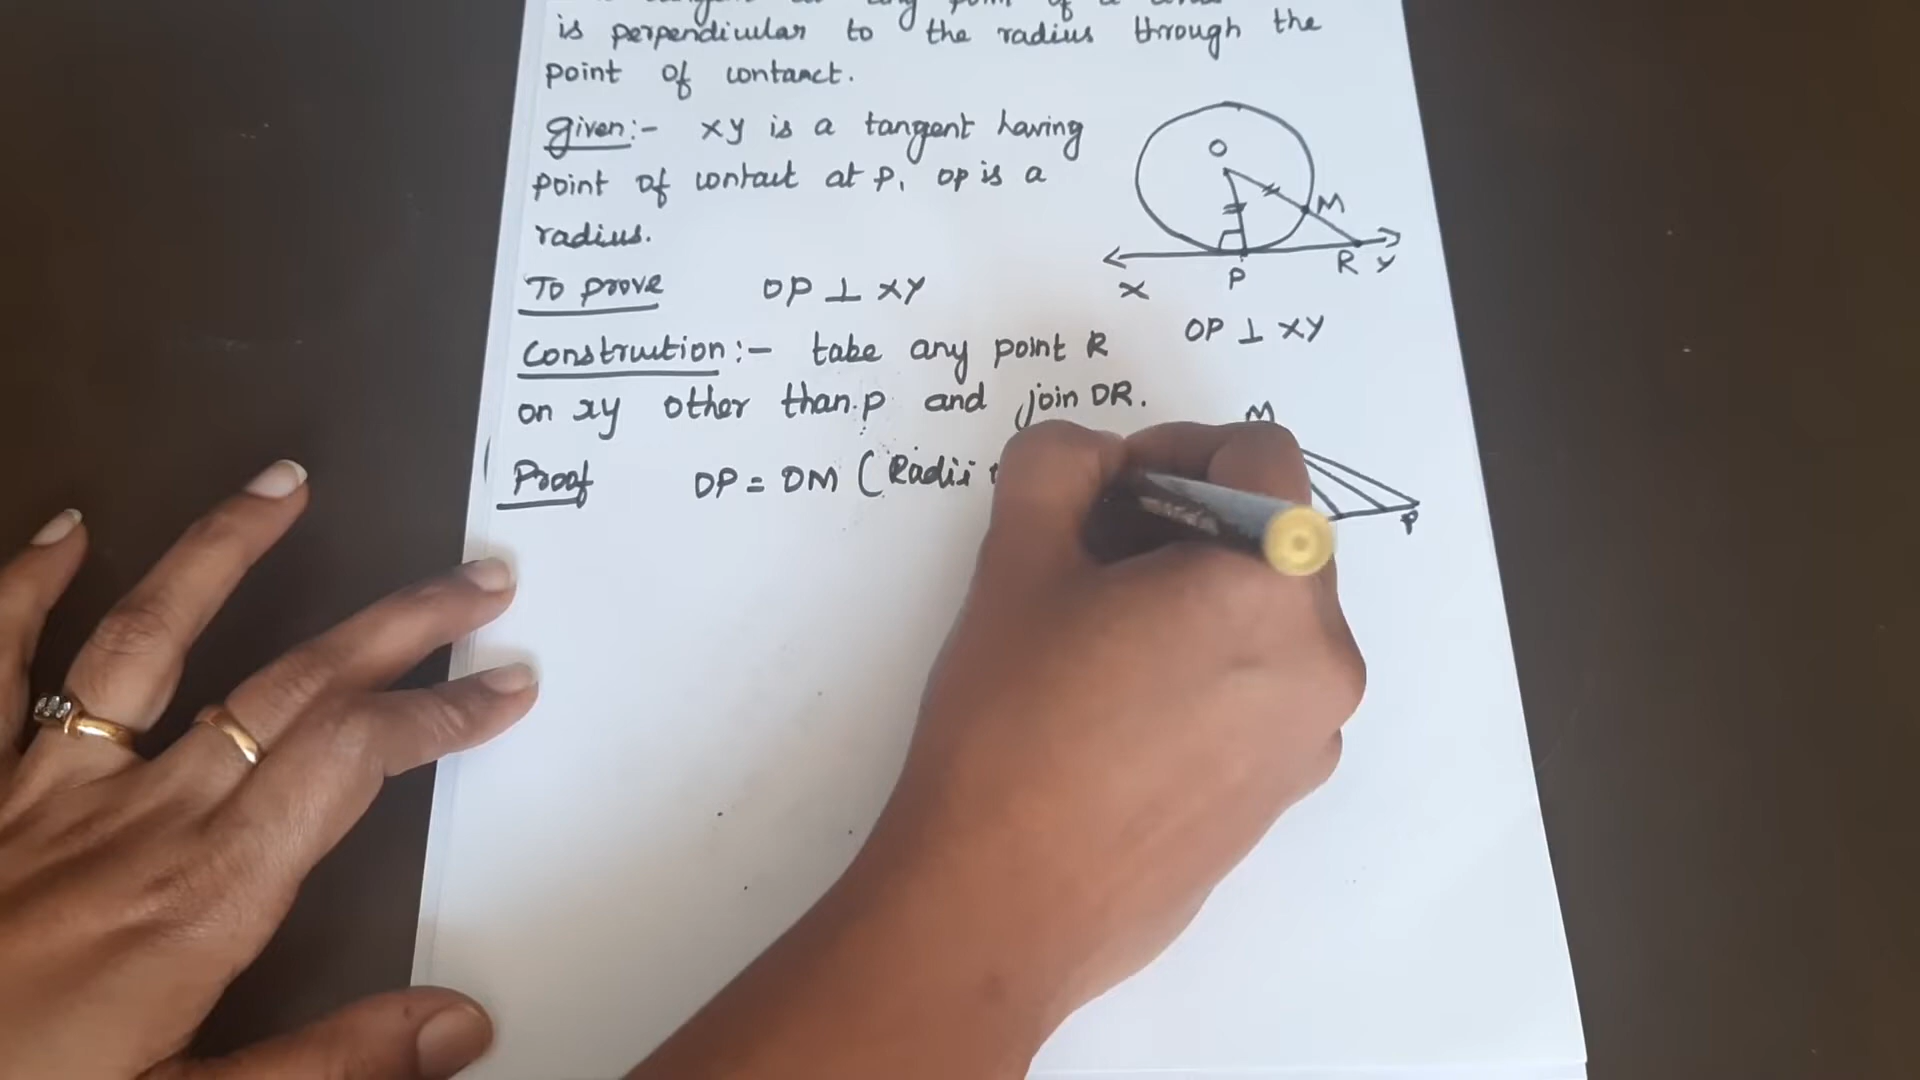 is perpendicular to the radius through the
point of contanct.
Given:- xy is a tangent having
point of contact at P, OP is a
radius.
To prove OP ⊥ XY
Construction:- take any point R
on xy other than.p and join OR.
Proof OP = OM (Radii
O
M
R
y
P
x
OP ⊥ XY
M
P